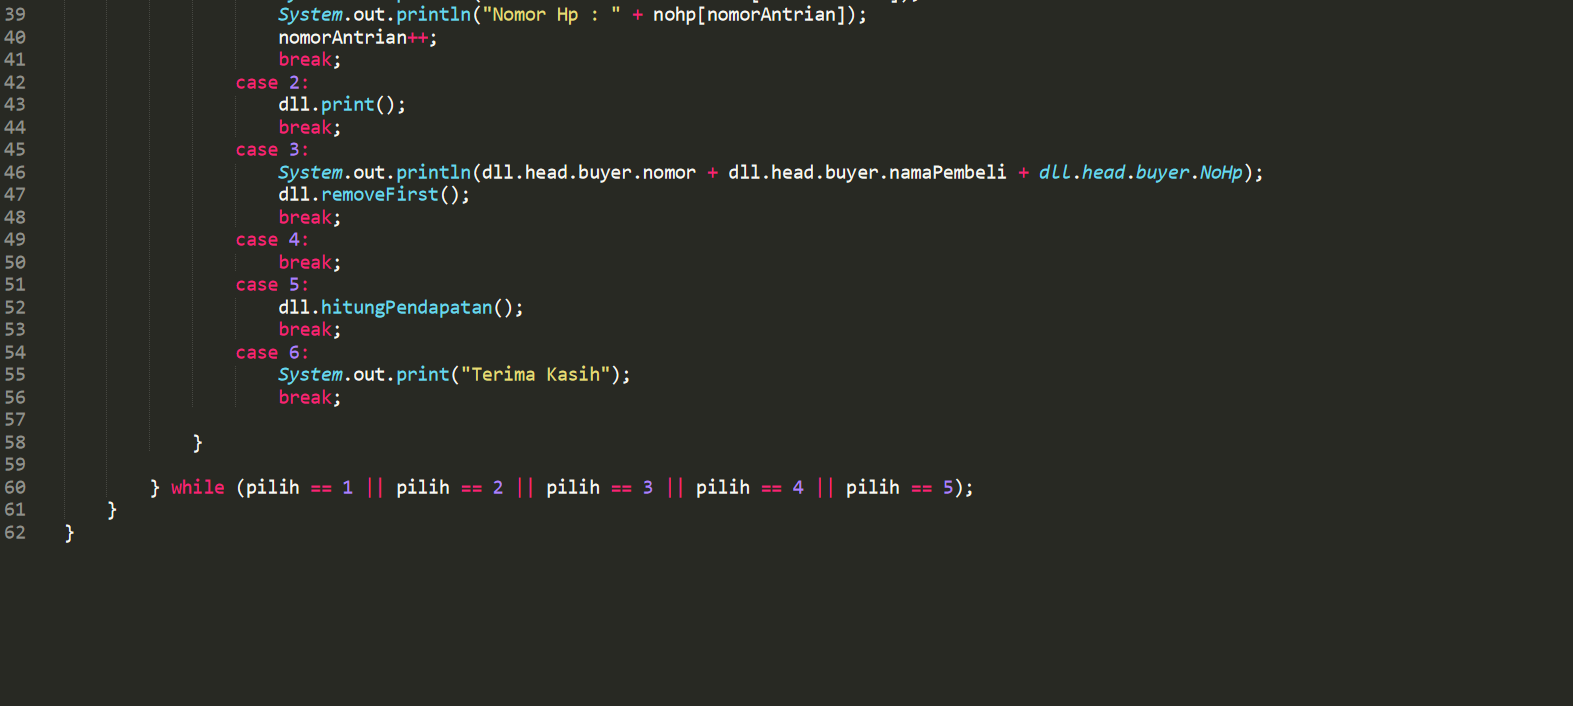 39 System.out.println("Nomor Hp : " + nohp[nomorAntrian]);
40 nomorAntrian++;
41 break;
42 case 2:
43 dll.print();
44 break;
45 case 3:
46 System.out.println(dll.head.buyer.nomor + dll.head.buyer.namaPembeli + dll.head.buyer.NoHp);
47 dll.removeFirst();
48 break;
49 case 4:
50 break;
51 case 5:
52 dll.hitungPendapatan();
53 break;
54 case 6:
55 System.out.print("Terima Kasih");
56 break;
57
58 }
59
60 } while (pilih == 1 || pilih == 2 || pilih == 3 || pilih == 4 || pilih == 5);
61 }
62 }